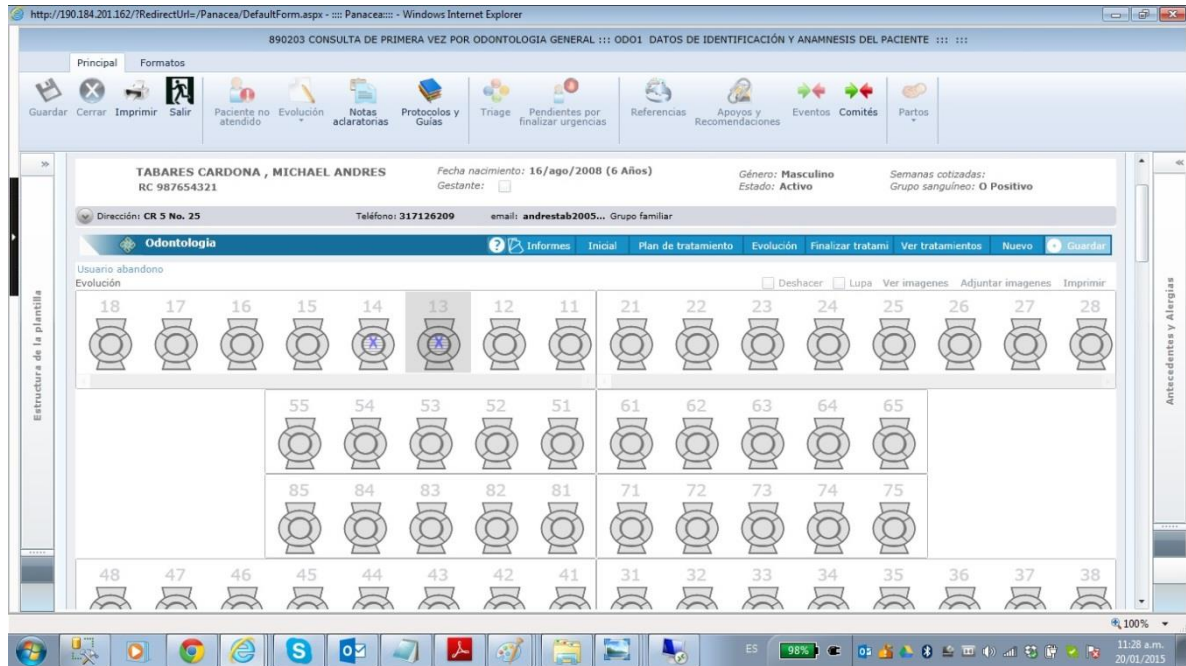 http://190.184.201.162/?RedirectUrl=/Panacea/DefaultForm.aspx - :::: Panacea:::: - Windows Internet Explorer
890203 CONSULTA DE PRIMERA VEZ POR ODONTOLOGIA GENERAL ::: ODO1 DATOS DE IDENTIFICACIÓN Y ANAMNESIS DEL PACIENTE ::: :::
Principal Formatos
Guardar Cerrar Imprimir Salir Paciente no atendido Evolución Notas aclaratorias Protocolos y Guías Triage Pendientes por finalizar urgencias Referencias Apoyos y Recomendaciones Eventos Comités Partos
TABARES CARDONA , MICHAEL ANDRES Fecha nacimiento: 16/ago/2008 (6 Años) Género: Masculino Semanas cotizadas:
RC 987654321 Gestante: Estado: Activo Grupo sanguíneo: O Positivo
Dirección: CR 5 No. 25 Teléfono: 317126209 email: andrestab2005... Grupo familiar
Odontologia ? Informes Inicial Plan de tratamiento Evolución Finalizar tratami Ver tratamientos Nuevo Guardar
Usuario abandono
Evolución Deshacer Lupa Ver imagenes Adjuntar imagenes Imprimir
18 17 16 15 14 13 12 11 21 22 23 24 25 26 27 28
X X
55 54 53 52 51 61 62 63 64 65
85 84 83 82 81 71 72 73 74 75
48 47 46 45 44 43 42 41 31 32 33 34 35 36 37 38
Estructura de la plantilla
Antecedentes y Alergias
100%
ES 98% 11:28 a.m.
20/01/2015